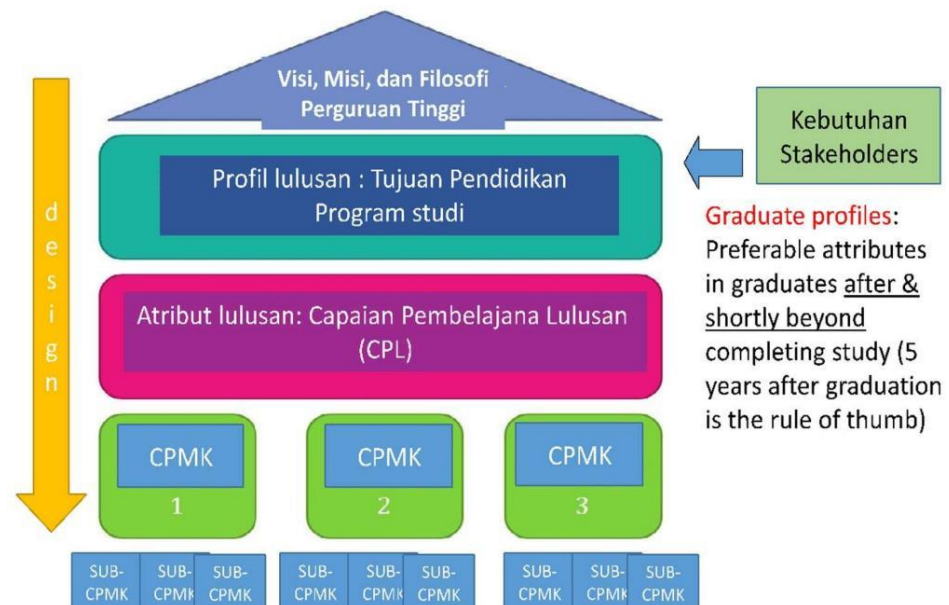 Visi, Misi, dan Filosofi
Perguruan Tinggi
Kebutuhan
Stakeholders
Profil lulusan : Tujuan Pendidikan
Program studi
Graduate profiles:
Preferable attributes
in graduates after &
shortly beyond
completing study (5
years after graduation
is the rule of thumb)
design
Atribut lulusan: Capaian Pembelajana Lulusan
(CPL)
CPMK
1
CPMK
2
CPMK
3
SUB-
CPMK
SUB-
CPMK
SUB-
CPMK
SUB-
CPMK
SUB-
CPMK
SUB-
CPMK
SUB-
CPMK
SUB-
CPMK
SUB-
CPMK